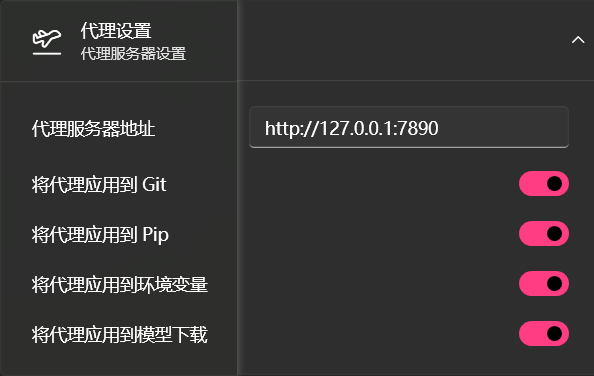 代理设置
代理服务器设置
代理服务器地址
http://127.0.0.1:7890
将代理应用到 Git
将代理应用到 Pip
将代理应用到环境变量
将代理应用到模型下载